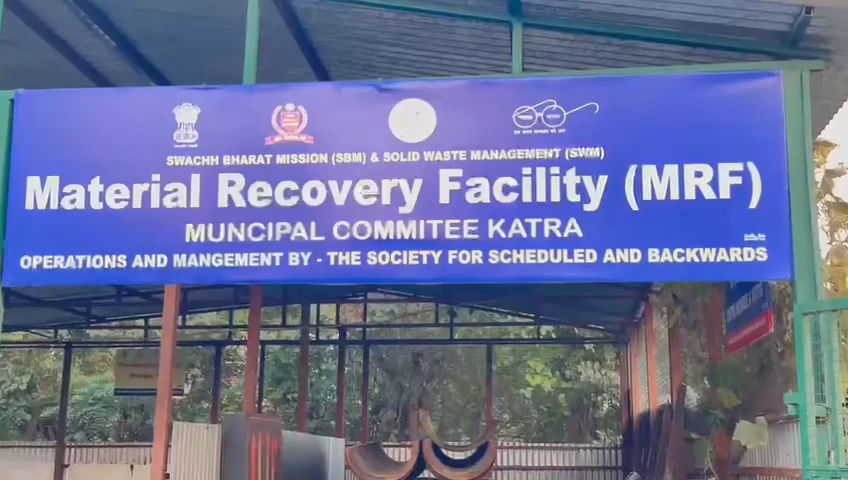 SWACHH BHARAT MISSION (SBM) & SOLID WASTE MANAGEMENT (SWM)
Material Recovery Facility (MRF)
MUNCIPAL COMMITEE KATRA
OPERATIONS AND MANGEMENT BY - THE SOCIETY FOR SCHEDULED AND BACKWARDS